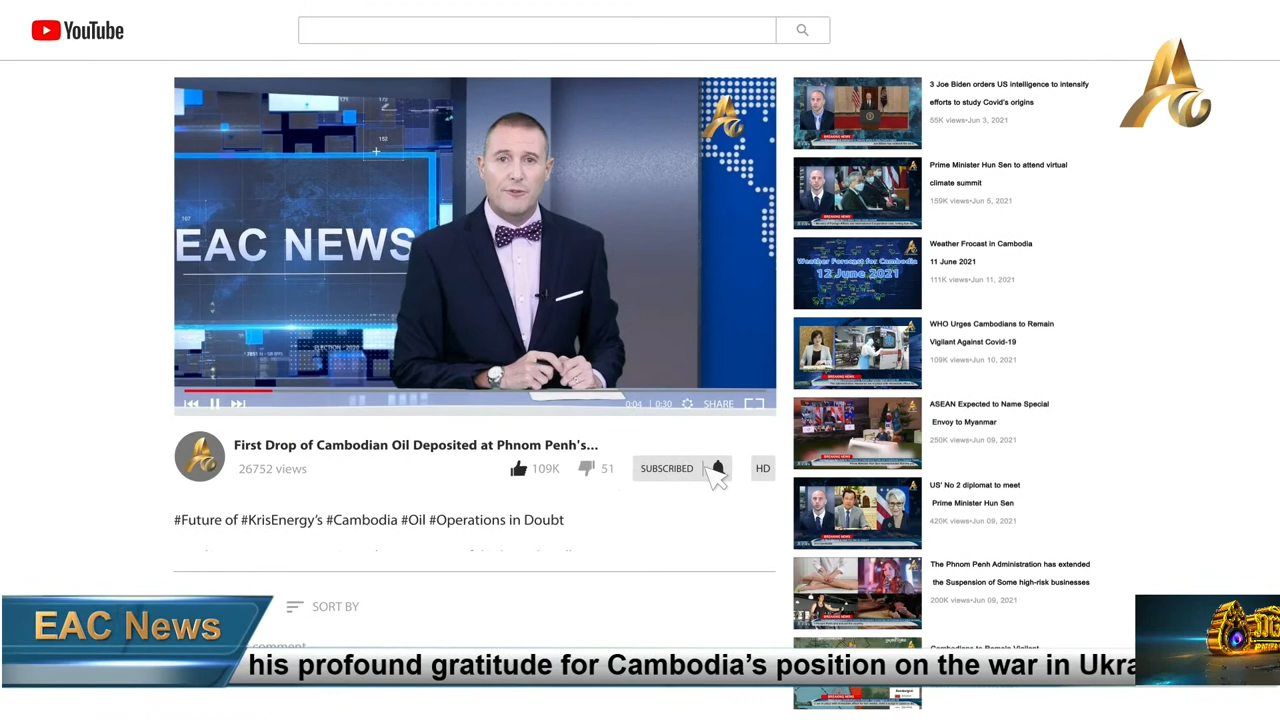 YouTube
EAC NEWS
0:04 | 0:30
SHARE
First Drop of Cambodian Oil Deposited at Phnom Penh's...
26752 views
109K
51
SUBSCRIBED
HD
#Future of #KrisEnergy's #Cambodia #Oil #Operations in Doubt
SORT BY
comment
3 Joe Biden orders US intelligence to intensify
efforts to study Covid's origins
55K views•Jun 3, 2021
Prime Minister Hun Sen to attend virtual
climate summit
159K views•Jun 5, 2021
Weather Forocast for Cambodia
12 June 2021
Weather Frocast in Cambodia
11 June 2021
111K views•Jun 11, 2021
WHO Urges Cambodians to Remain
Vigilant Against Covid-19
109K views•Jun 10, 2021
ASEAN Expected to Name Special
Envoy to Myanmar
250K views•Jun 09, 2021
US' No 2 diplomat to meet
Prime Minister Hun Sen
420K views•Jun 09, 2021
The Phnom Penh Administration has extended
the Suspension of Some high-risk businesses
200K views•Jun 09, 2021
Cambodians to Remain Vigilant
EAC News
his profound gratitude for Cambodia's position on the war in Ukra